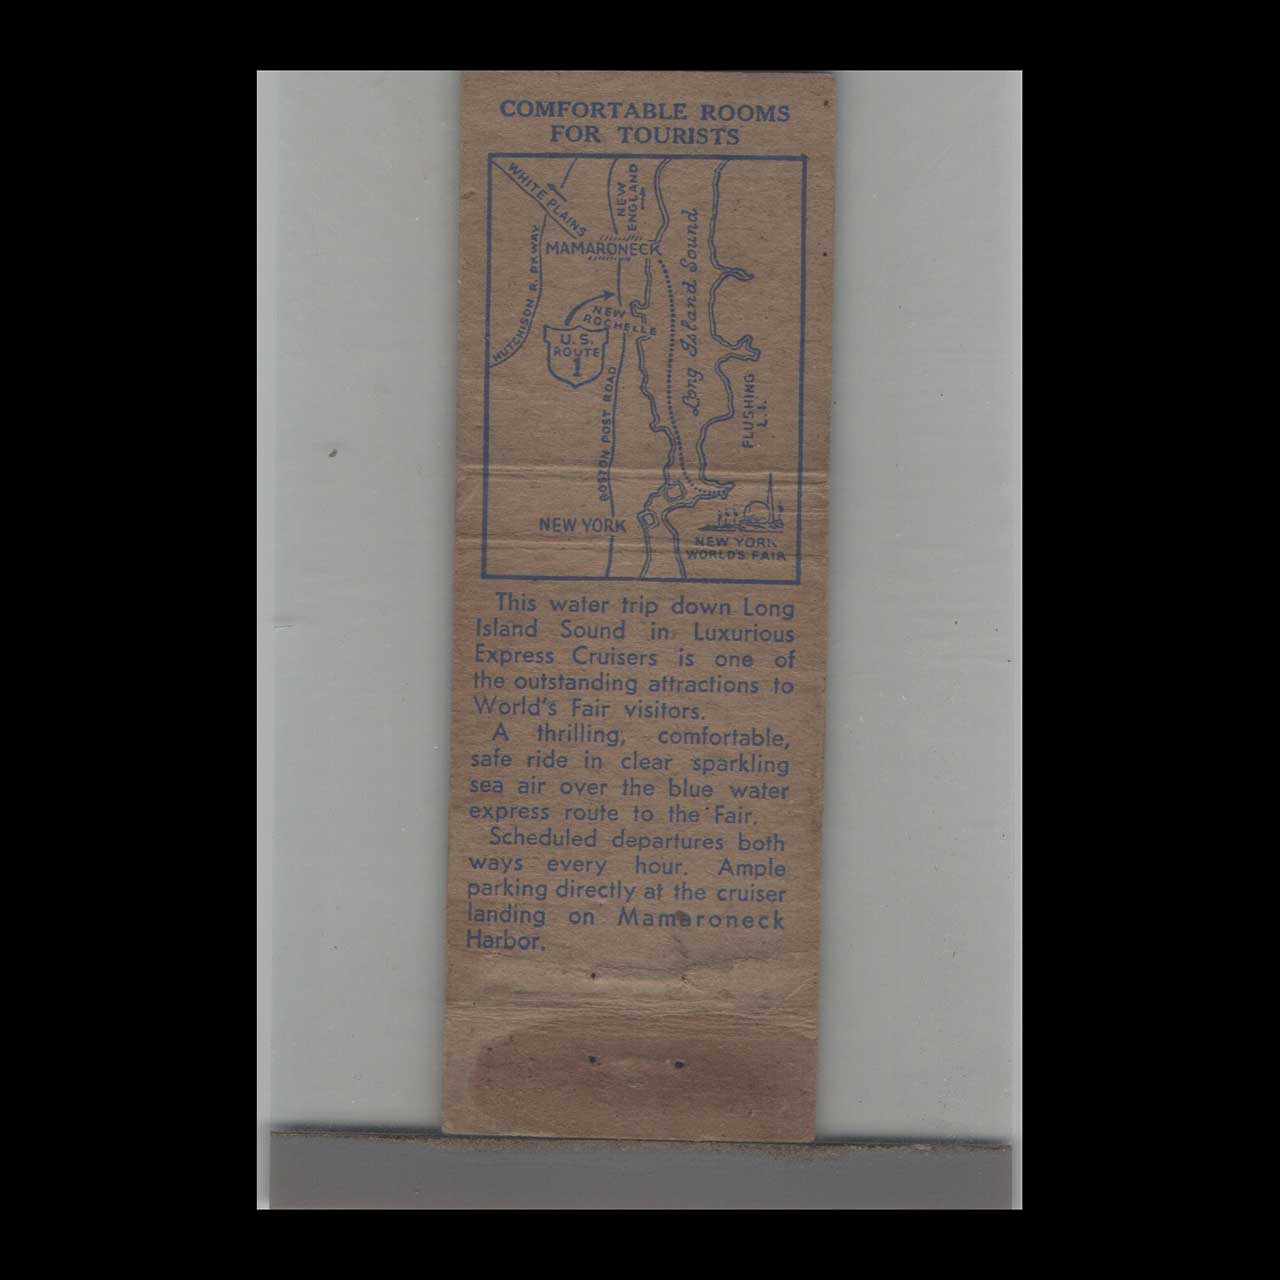 COMFORTABLE ROOMS
FOR TOURISTS
WHITE PLAINS
NEW
ENGLAND
MAMARONECK
HUTCHISON R. PKWAY
Long Island Sound
NEW
ROCHELLE
U.S.
ROUTE
1
BOSTON POST ROAD
FLUSHING
L.I.
NEW YORK
NEW YORK
WORLD'S FAIR
This water trip down Long
Island Sound in Luxurious
Express Cruisers is one of
the outstanding attractions to
World's Fair visitors.
A thrilling, comfortable,
safe ride in clear sparkling
sea air over the blue water
express route to the Fair.
Scheduled departures both
ways every hour. Ample
parking directly at the cruiser
landing on Mamaroneck
Harbor.